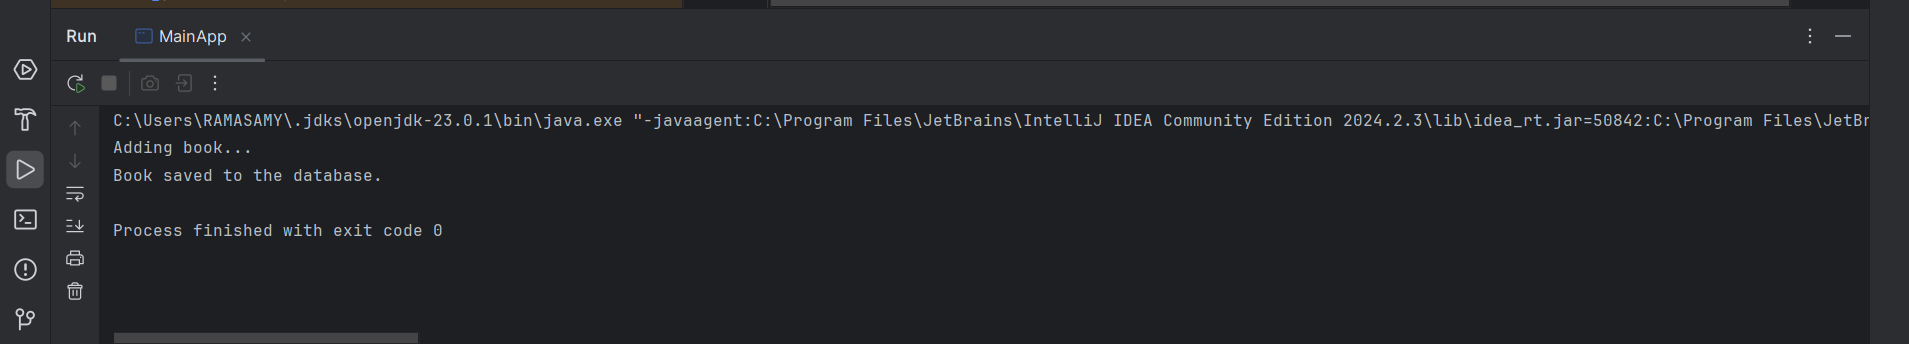 Run MainApp
C:\Users\RAMASAMY\.jdks\openjdk-23.0.1\bin\java.exe "-javaagent:C:\Program Files\JetBrains\IntelliJ IDEA Community Edition 2024.2.3\lib\idea_rt.jar=50842:C:\Program Files\JetBr
Adding book...
Book saved to the database.
Process finished with exit code 0